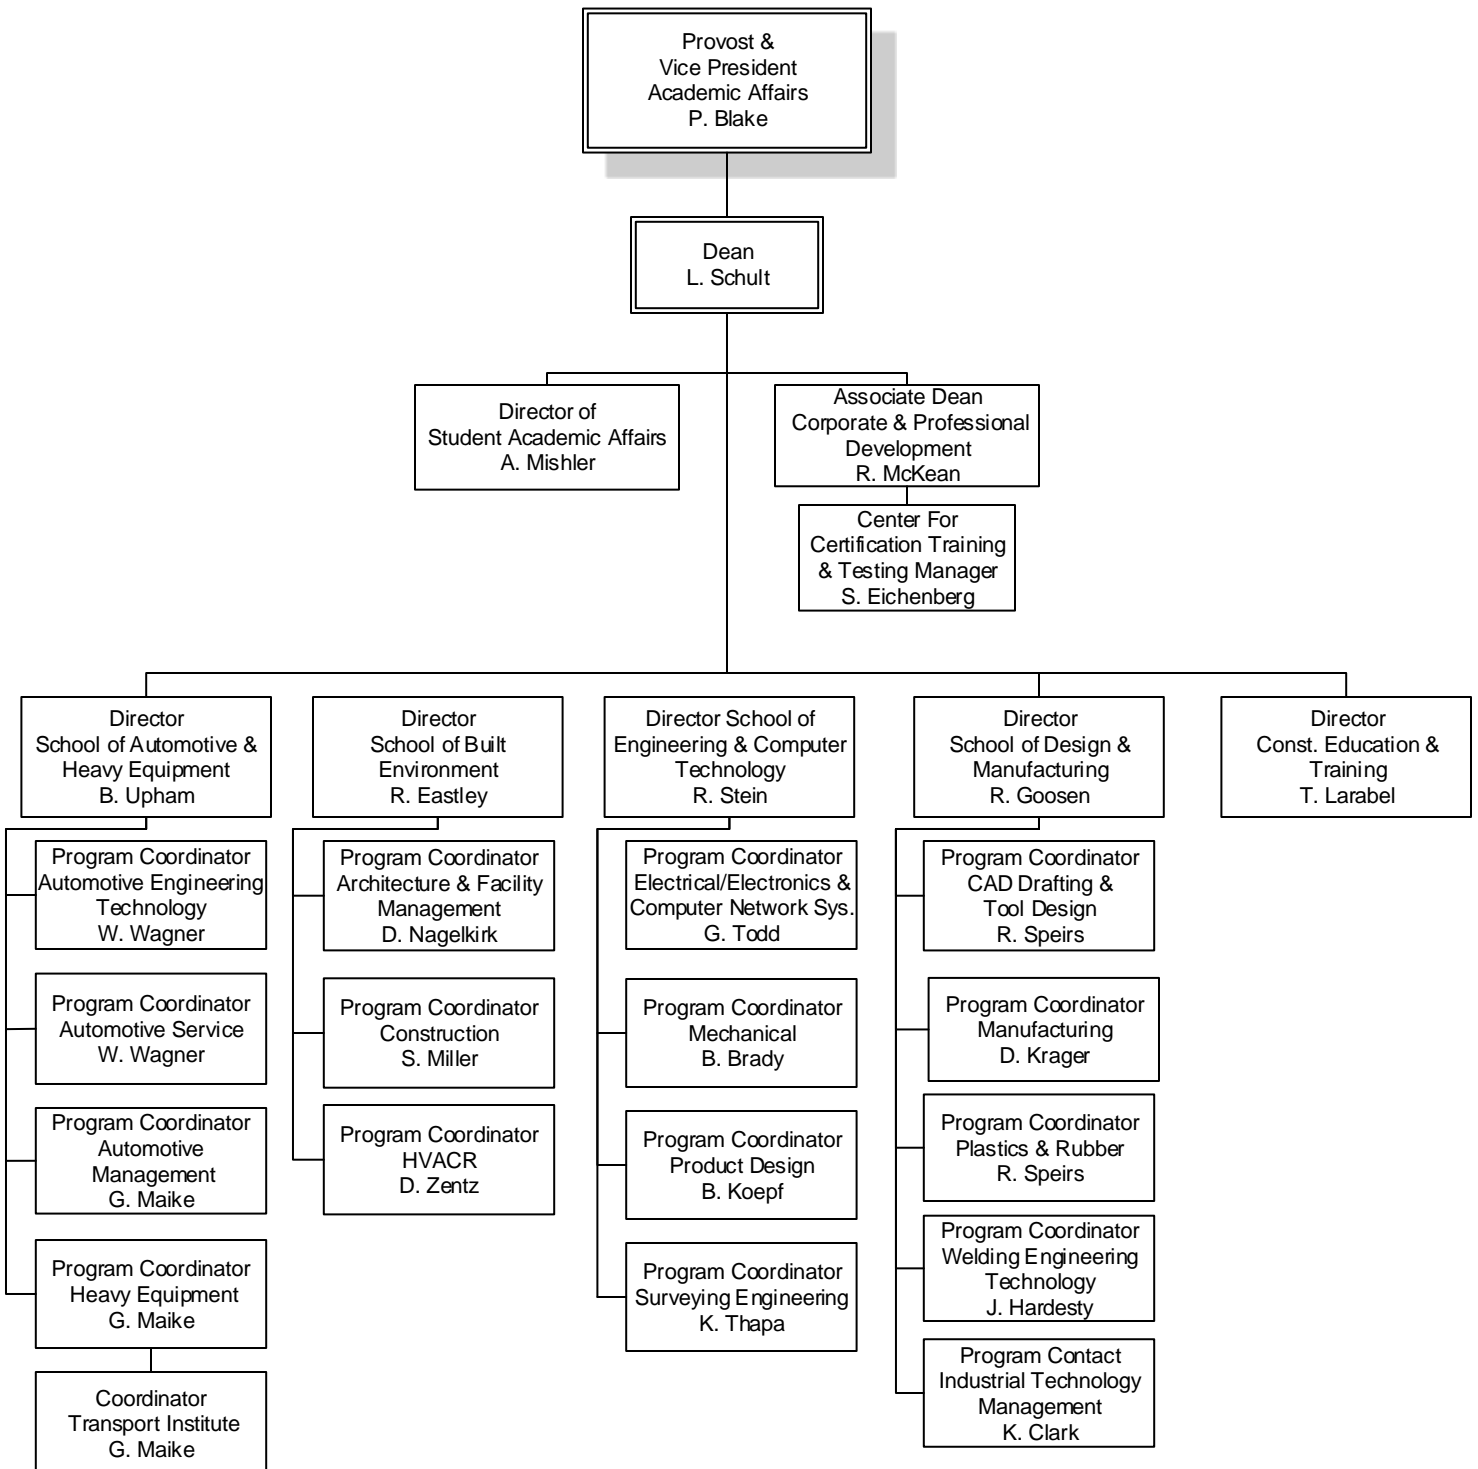 Provost &
Vice President
Academic Affairs
P. Blake
Dean
L. Schult
Director of
Student Academic Affairs
A. Mishler
Associate Dean
Corporate & Professional
Development
R. McKean
Center For
Certification Training
& Testing Manager
S. Eichenberg
Director
School of Automotive &
Heavy Equipment
B. Upham
Program Coordinator
Automotive Engineering
Technology
W. Wagner
Program Coordinator
Automotive Service
W. Wagner
Program Coordinator
Automotive
Management
G. Maike
Program Coordinator
Heavy Equipment
G. Maike
Coordinator
Transport Institute
G. Maike
Director
School of Built
Environment
R. Eastley
Program Coordinator
Architecture & Facility
Management
D. Nagelkirk
Program Coordinator
Construction
S. Miller
Program Coordinator
HVACR
D. Zentz
Director School of
Engineering & Computer
Technology
R. Stein
Program Coordinator
Electrical/Electronics &
Computer Network Sys.
G. Todd
Program Coordinator
Mechanical
B. Brady
Program Coordinator
Product Design
B. Koepf
Program Coordinator
Surveying Engineering
K. Thapa
Director
School of Design &
Manufacturing
R. Goosen
Program Coordinator
CAD Drafting &
Tool Design
R. Speirs
Program Coordinator
Manufacturing
D. Krager
Program Coordinator
Plastics & Rubber
R. Speirs
Program Coordinator
Welding Engineering
Technology
J. Hardesty
Program Contact
Industrial Technology
Management
K. Clark
Director
Const. Education &
Training
T. Larabel